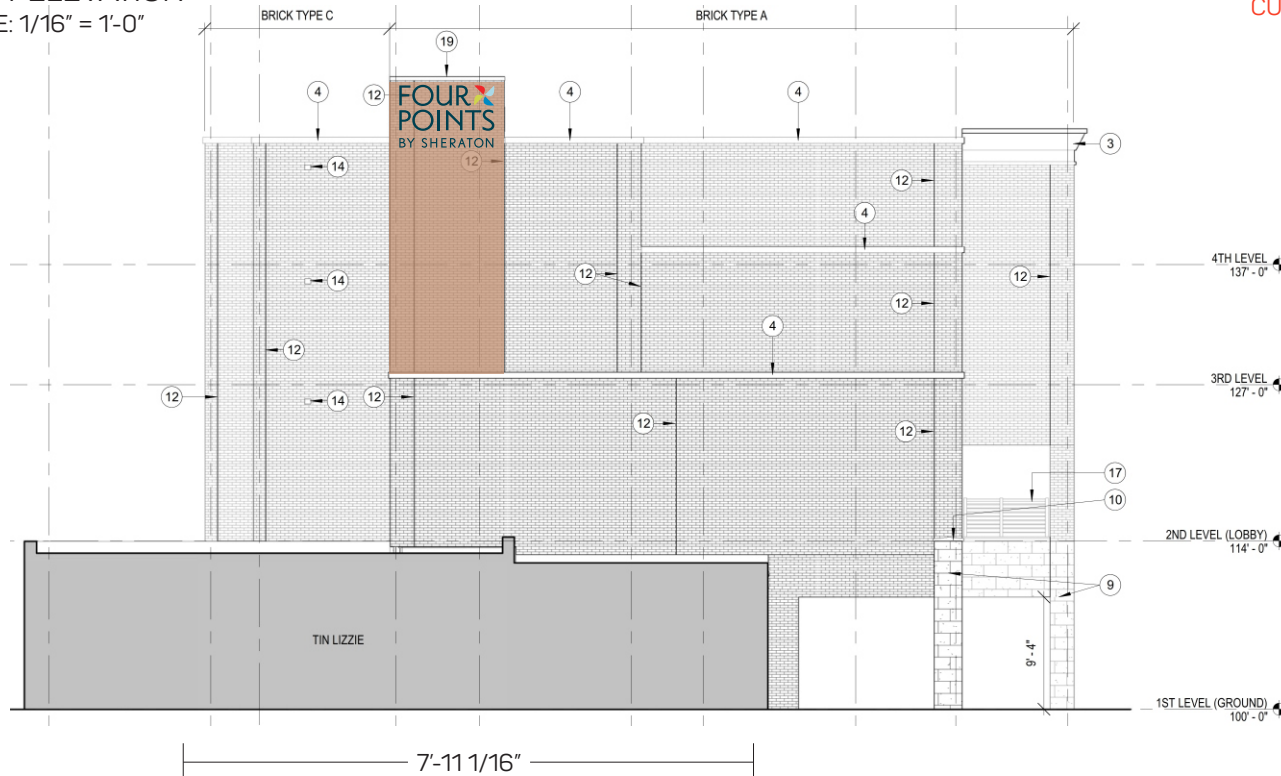 E: 1/16" = 1'-0"
CU
BRICK TYPE C
BRICK TYPE A
19
4
12
4
4
FOUR
POINTS
BY SHERATON
3
14
12
12
4
4TH LEVEL
137' - 0"
14
12
12
12
4
12
3RD LEVEL
127' - 0"
12
14
12
12
12
17
10
2ND LEVEL (LOBBY)
114' - 0"
9
TIN LIZZIE
9' - 4"
1ST LEVEL (GROUND)
100' - 0"
7'-11 1/16"